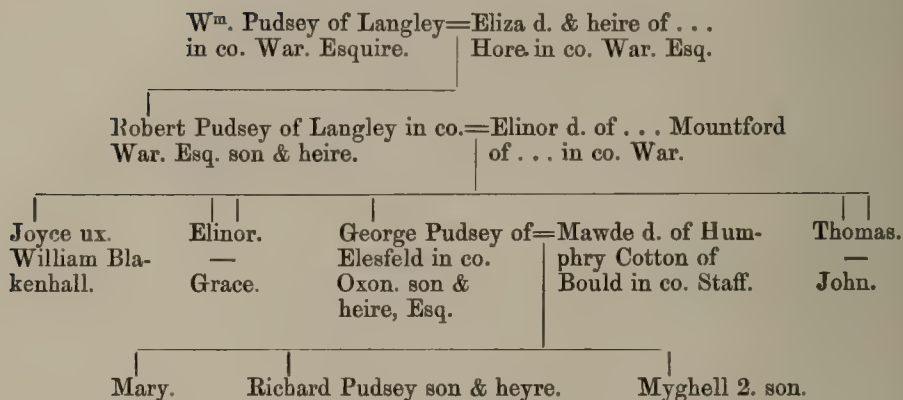 Wᵐ. Pudsey of Langley=Eliza d. & heire of . . .
in co. War. Esquire. Hore in co. War. Esq.
Robert Pudsey of Langley in co.=Elinor d. of . . . Mountford
War. Esq. son & heire. of . . . in co. War.
Joyce ux.
William Bla-
kenhall.
Elinor.
—
Grace.
George Pudsey of=Mawde d. of Hum-
Elesfeld in co. phry Cotton of
Oxon. son & Bould in co. Staff.
heire, Esq.
Thomas.
—
John.
Mary. Richard Pudsey son & heyre. Myghell 2. son.